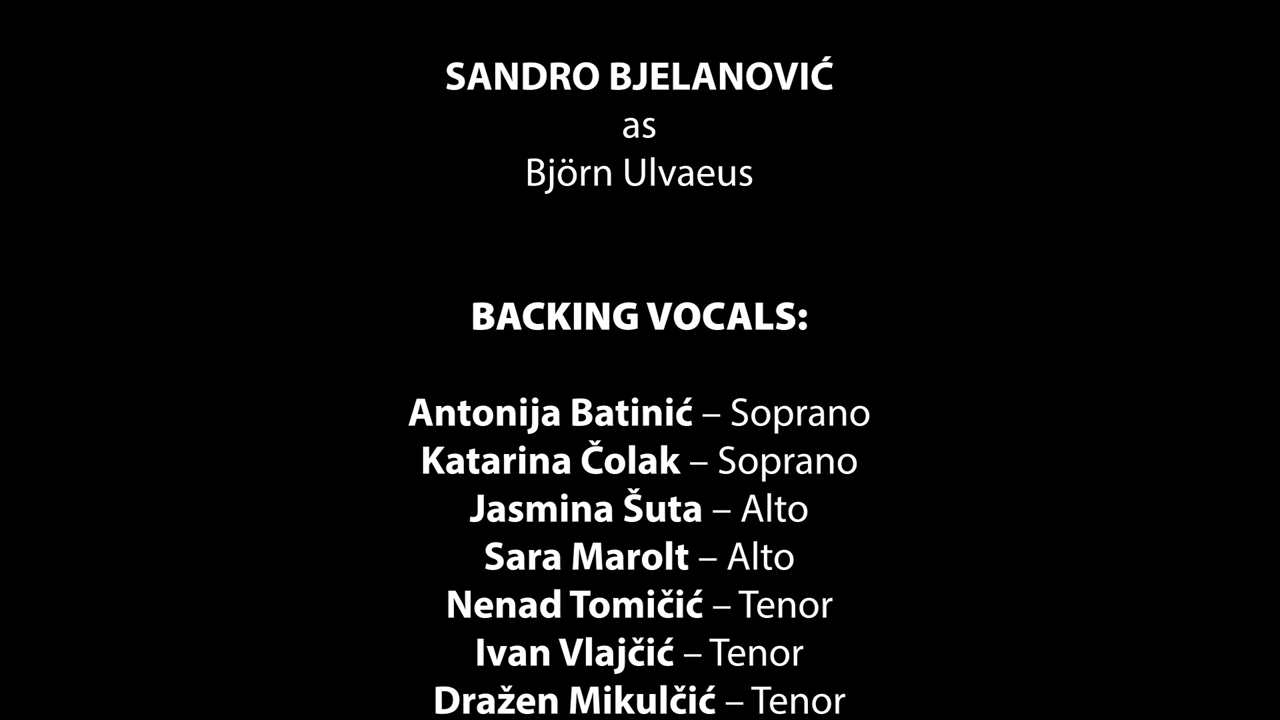 SANDRO BJELANOVIĆ
as
Björn Ulvaeus
BACKING VOCALS:
Antonija Batinić – Soprano
Katarina Čolak – Soprano
Jasmina Šuta – Alto
Sara Marolt – Alto
Nenad Tomičić – Tenor
Ivan Vlajčić – Tenor
Dražen Mikulčić – Tenor